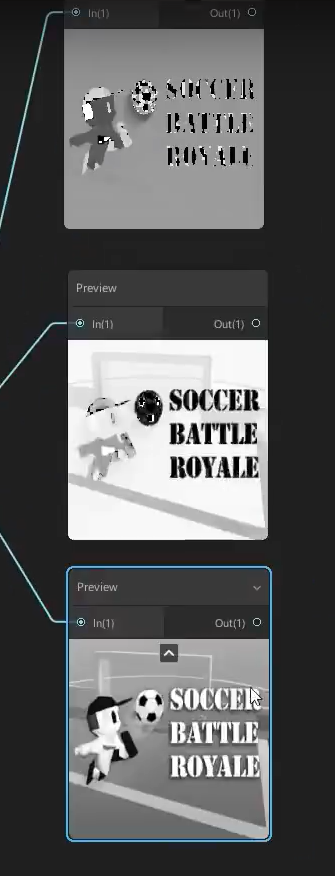 In(1) Out(1)
SOCCER
BATTLE
ROYALE
Preview
In(1) Out(1)
SOCCER
BATTLE
ROYALE
Preview
In(1) Out(1)
SOCCER
BATTLE
ROYALE